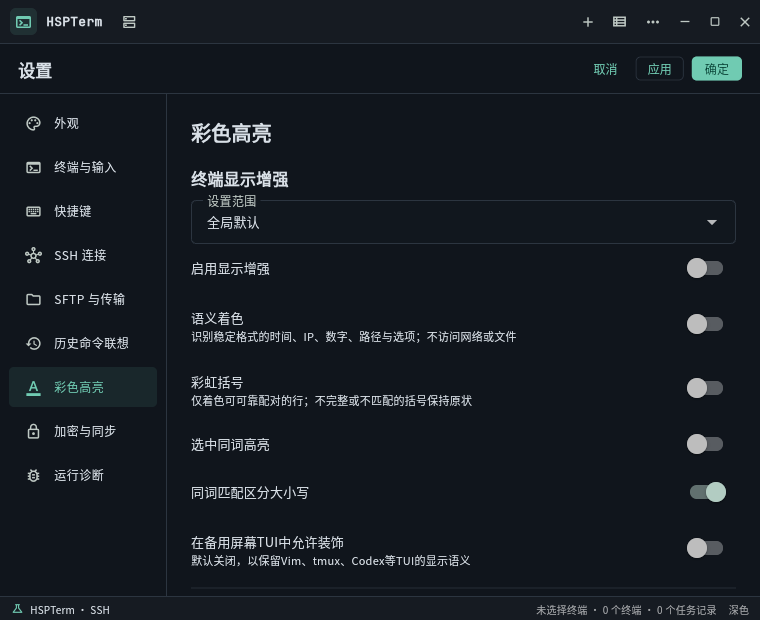 HSPTerm
设置
取消
应用
确定
外观
终端与输入
快捷键
SSH 连接
SFTP 与传输
历史命令联想
彩色高亮
加密与同步
运行诊断
彩色高亮
终端显示增强
设置范围
全局默认
启用显示增强
语义着色
识别稳定格式的时间、IP、数字、路径与选项；不访问网络或文件
彩虹括号
仅着色可可靠配对的行；不完整或不匹配的括号保持原状
选中同词高亮
同词匹配区分大小写
在备用屏幕TUI中允许装饰
默认关闭，以保留Vim、tmux、Codex等TUI的显示语义
HSPTerm · SSH
未选择终端 · 0 个终端 · 0 个任务记录 深色